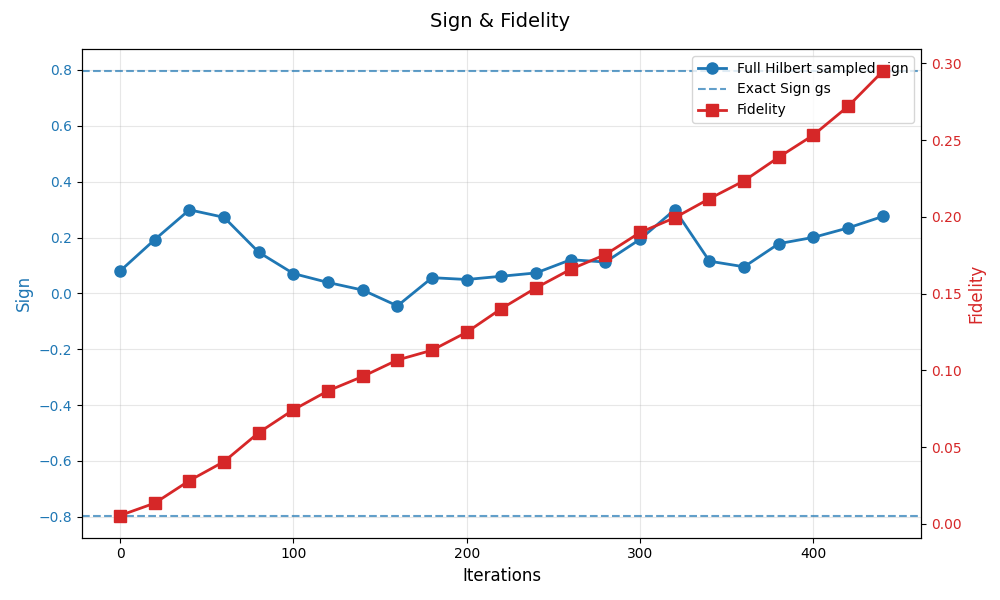 Sign & Fidelity
Full Hilbert sampled sign
Exact Sign gs
Fidelity
Sign
0.8
0.6
0.4
0.2
0.0
−0.2
−0.4
−0.6
−0.8
Fidelity
0.30
0.25
0.20
0.15
0.10
0.05
0.00
0 100 200 300 400
Iterations